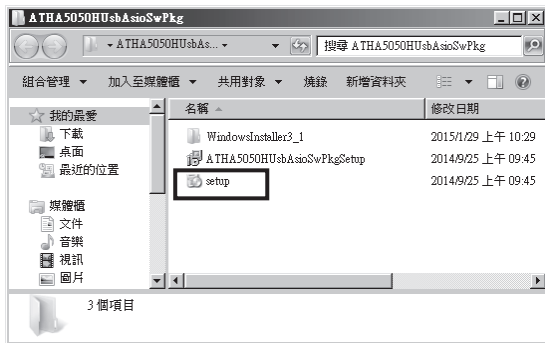 ATHA5050HUsbAsioSwPkg
ATHA5050HUsbAs...
搜尋 ATHA5050HUsbAsioSwPkg
組合管理 加入至媒體櫃 共用對象 燒錄 新增資料夾
名稱 修改日期
我的最愛
下載
桌面
最近的位置
媒體櫃
文件
音樂
視訊
圖片
WindowsInstaller3_1 2015/1/29 上午 10:29
ATHA5050HUsbAsioSwPkgSetup 2014/9/25 上午 09:45
setup 2014/9/25 上午 09:45
3 個項目